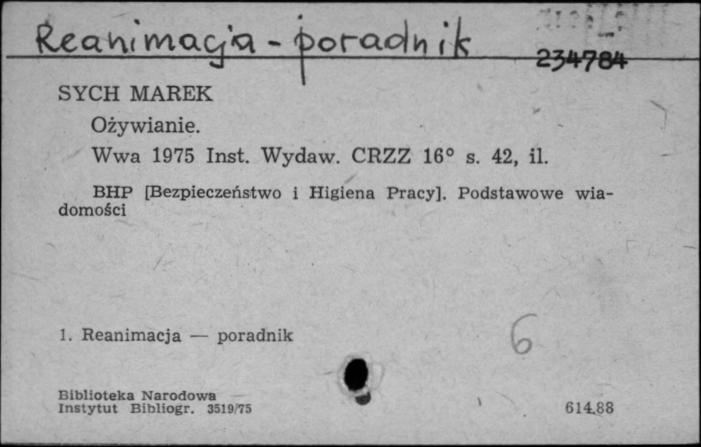 Reanimacja - poradnik
234784
SYCH MAREK
Ożywianie.
Wwa 1975 Inst. Wydaw. CRZZ 16° s. 42, il.
BHP [Bezpieczeństwo i Higiena Pracy]. Podstawowe wia-
domości
1. Reanimacja — poradnik
6
Biblioteka Narodowa
Instytut Bibliogr. 3519/75
614.88